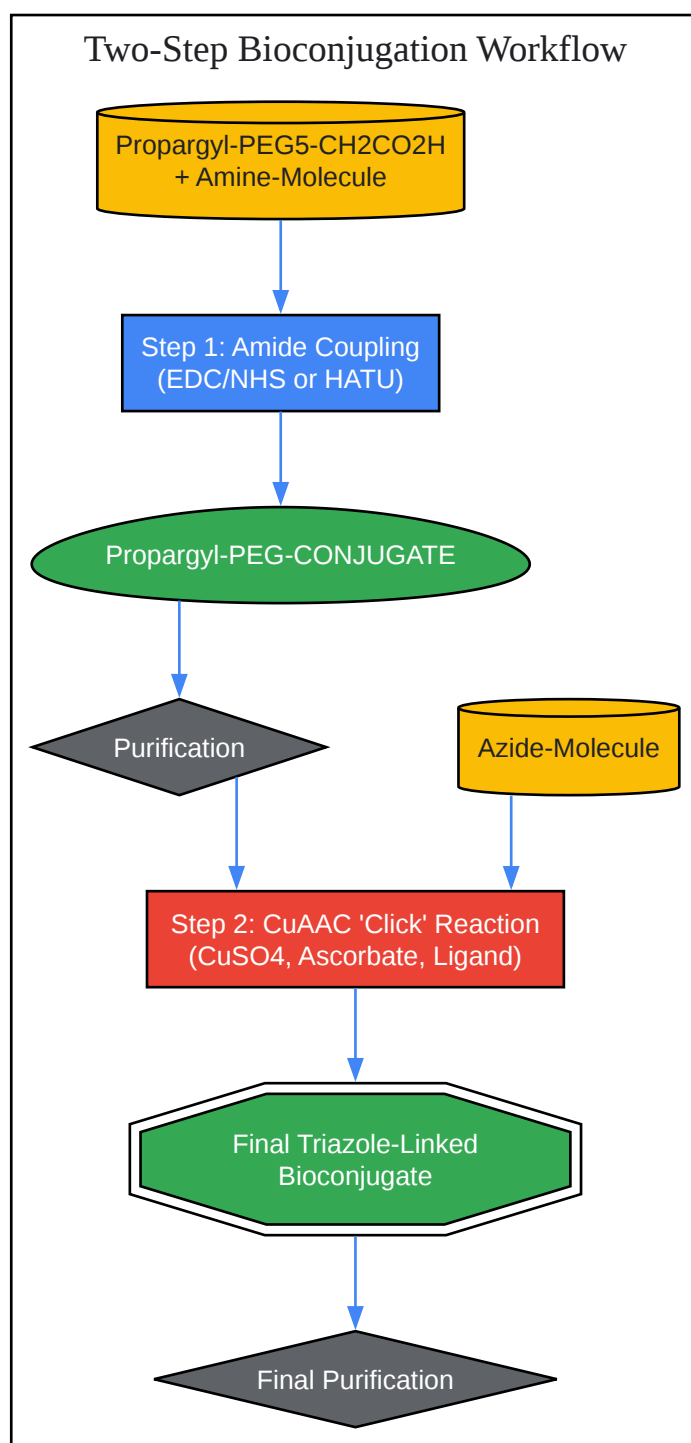 Two-Step Bioconjugation Workflow
Propargyl-PEG5-CH2CO2H
+ Amine-Molecule
Step 1: Amide Coupling
(EDC/NHS or HATU)
Propargyl-PEG-CONJUGATE
Purification
Azide-Molecule
Step 2: CuAAC 'Click' Reaction
(CuSO4, Ascorbate, Ligand)
Final Triazole-Linked
Bioconjugate
Final Purification